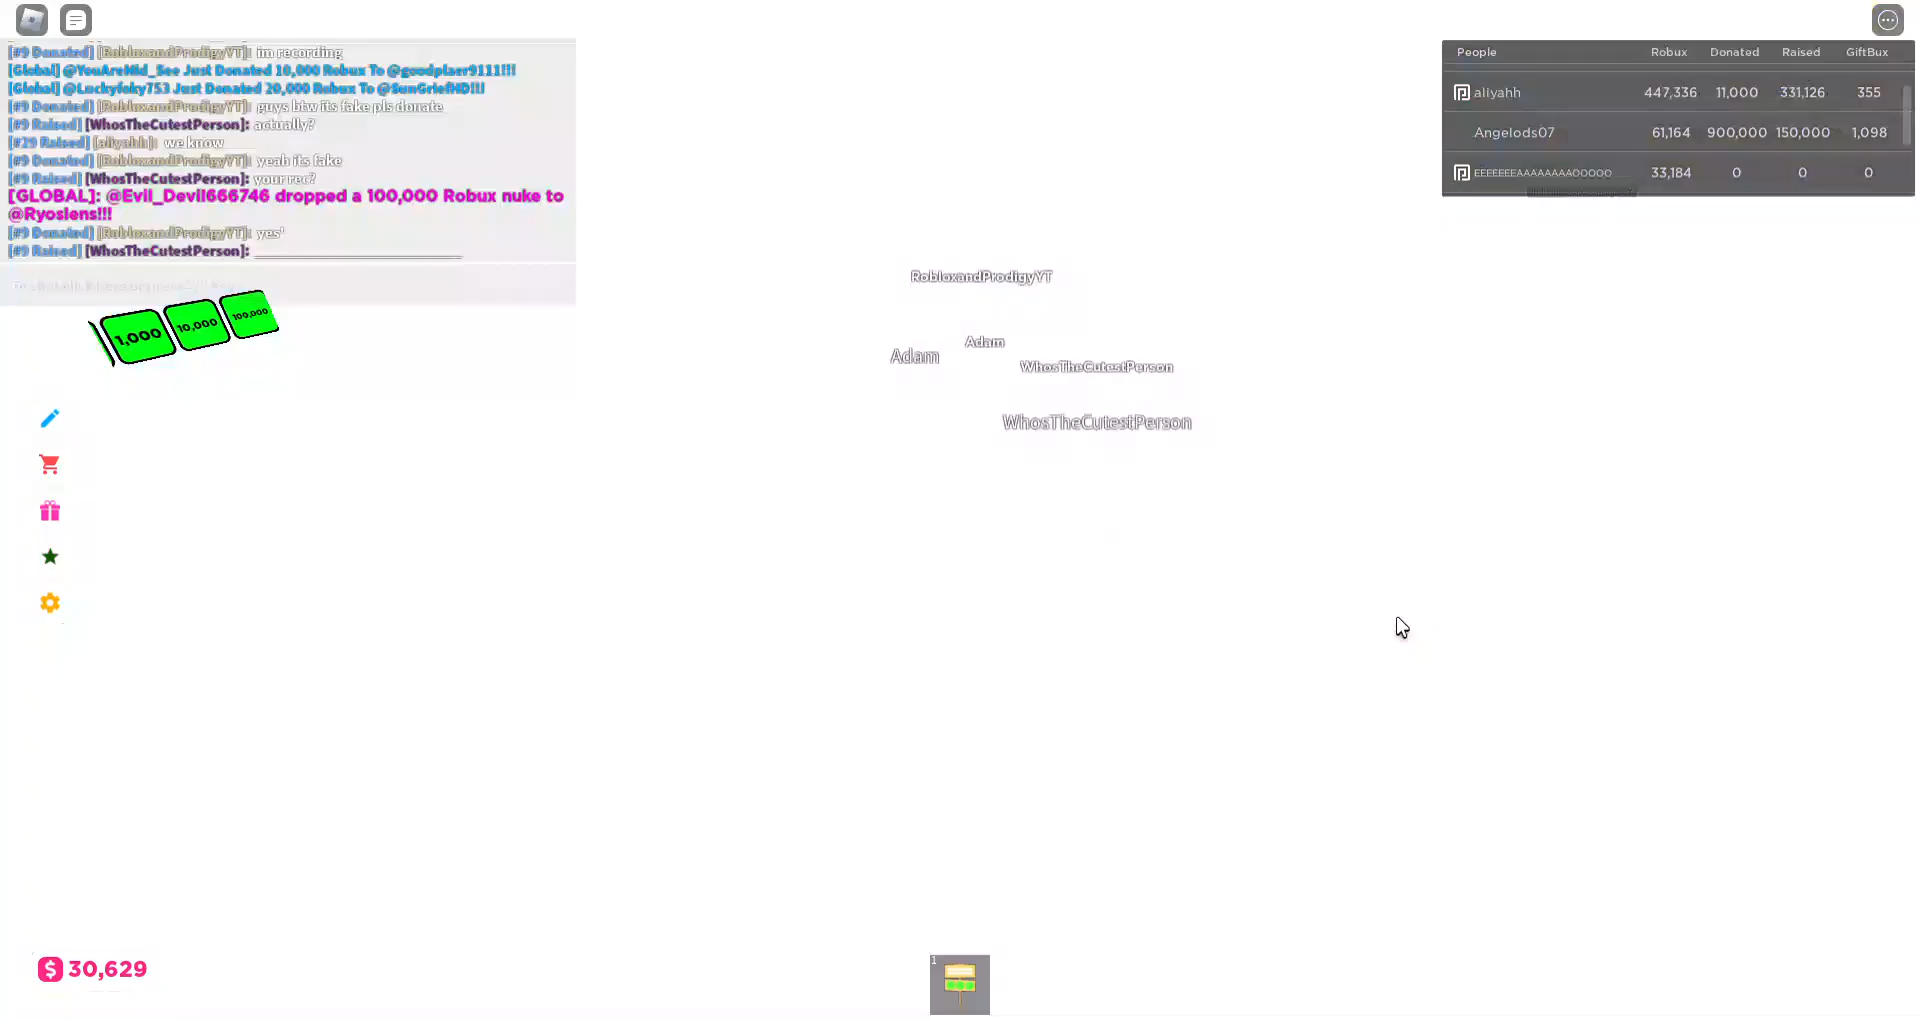 [#9 Donated] [RobloxandProdigyYT]: im recording
[Global] @YouAreMid_See Just Donated 10,000 Robux To @goodplaer9111!!!
[Global] @Luckyfoky753 Just Donated 20,000 Robux To @SunGriefHD!!!
[#9 Donated] [RobloxandProdigyYT]: guys btw its fake pls donate
[#9 Raised] [WhosTheCutestPerson]: actually?
[#29 Raised] [aliyahh]: we know
[#9 Donated] [RobloxandProdigyYT]: yeah its fake
[#9 Raised] [WhosTheCutestPerson]: your rec?
[GLOBAL]: @Evil_Devil666746 dropped a 100,000 Robux nuke to
@Ryosiens!!!
[#9 Donated] [RobloxandProdigyYT]: yes'
[#9 Raised] [WhosTheCutestPerson]:
1,000 10,000 100,000
People Robux Donated Raised GiftBux
aliyahh 447,336 11,000 331,126 355
Angelods07 61,164 900,000 150,000 1,098
EEEEEEEAAAAAAAAOOOOO 33,184 0 0 0
RobloxandProdigyYT
Adam
Adam
WhosTheCutestPerson
WhosTheCutestPerson
$ 30,629
1